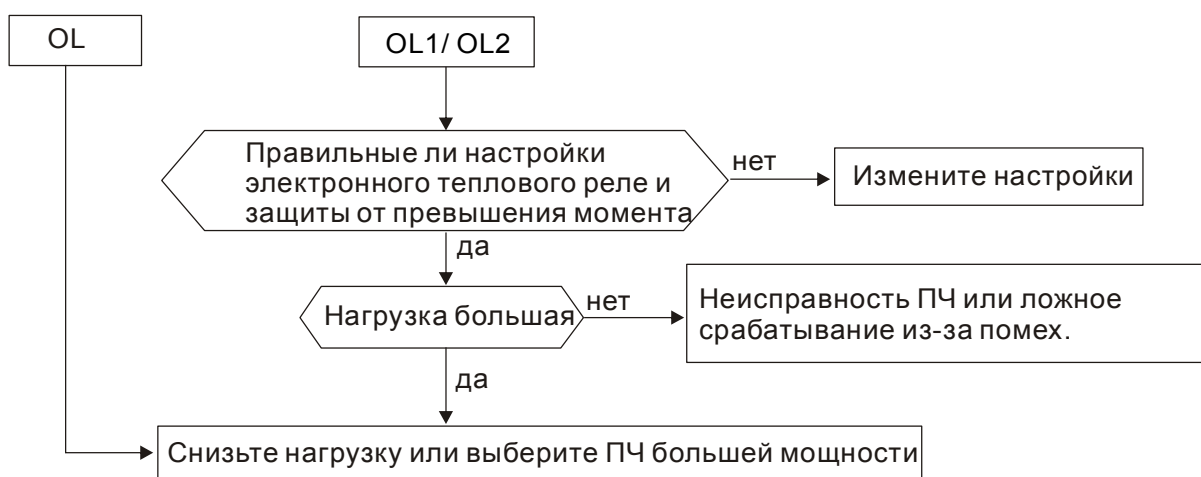 OL
OL1/ OL2
Правильные ли настройки
электронного теплового реле и
защиты от превышения момента
нет
Измените настройки
да
Нагрузка большая
нет
Неисправность ПЧ или ложное
срабатывание из-за помех.
да
Снизьте нагрузку или выберите ПЧ большей мощности